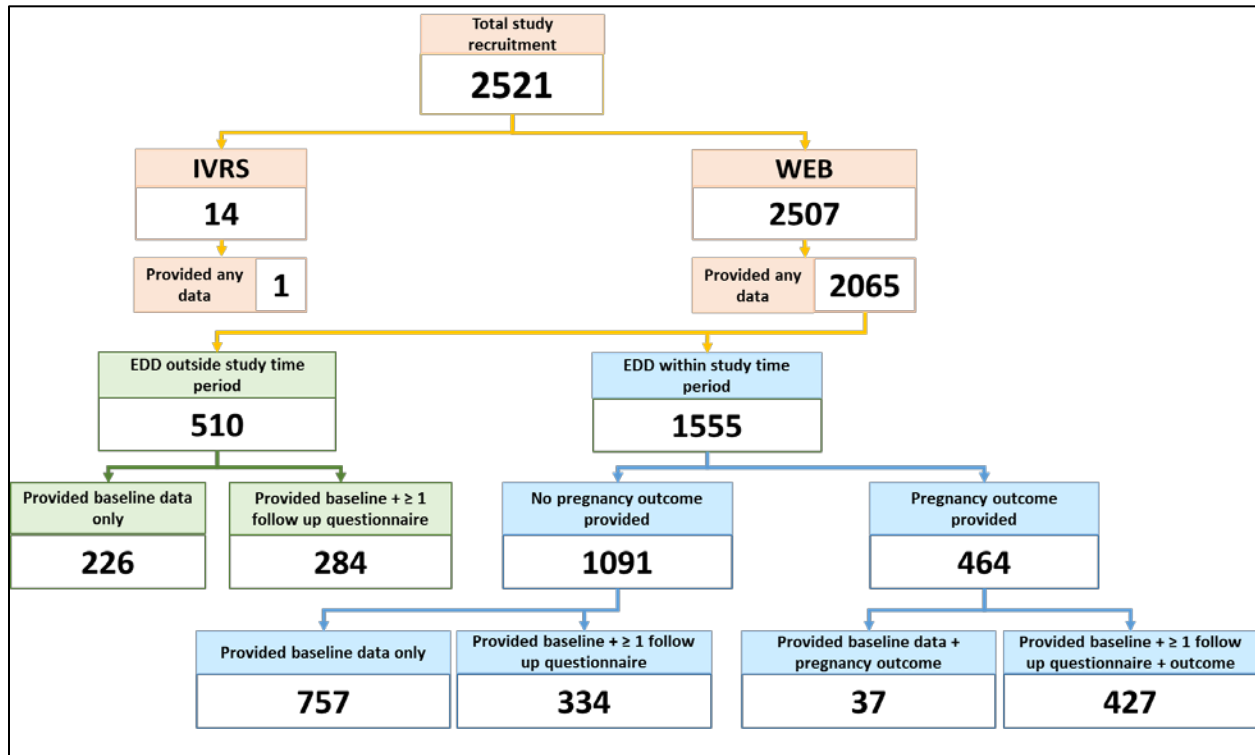 Total study
recruitment
2521
IVRS
14
Provided any
data
1
WEB
2507
Provided any
data
2065
EDD outside study time
period
510
EDD within study time
period
1555
Provided baseline data
only
226
Provided baseline + ≥ 1
follow up questionnaire
284
No pregnancy outcome
provided
1091
Pregnancy outcome
provided
464
Provided baseline data only
757
Provided baseline + ≥ 1 follow
up questionnaire
334
Provided baseline data +
pregnancy outcome
37
Provided baseline + ≥ 1 follow
up questionnaire + outcome
427